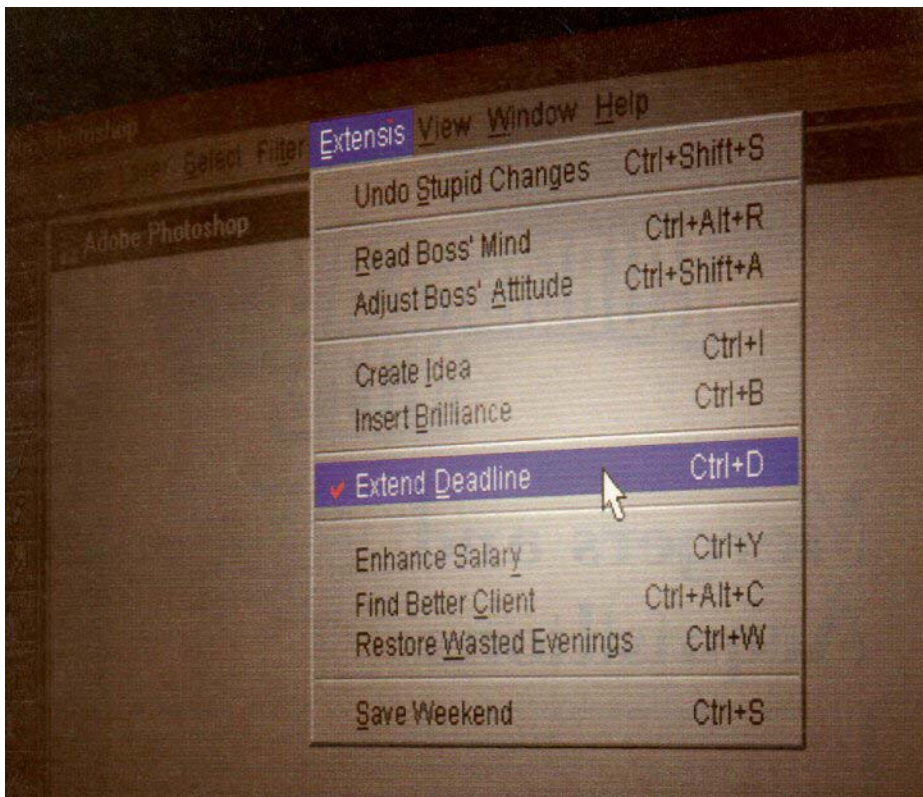 Photoshop
Layer Select Filter Extensis View Window Help
Adobe Photoshop
Undo Stupid Changes Ctrl+Shift+S
Read Boss' Mind Ctrl+Alt+R
Adjust Boss' Attitude Ctrl+Shift+A
Create Idea Ctrl+I
Insert Brilliance Ctrl+B
Extend Deadline Ctrl+D
Enhance Salary Ctrl+Y
Find Better Client Ctrl+Alt+C
Restore Wasted Evenings Ctrl+W
Save Weekend Ctrl+S